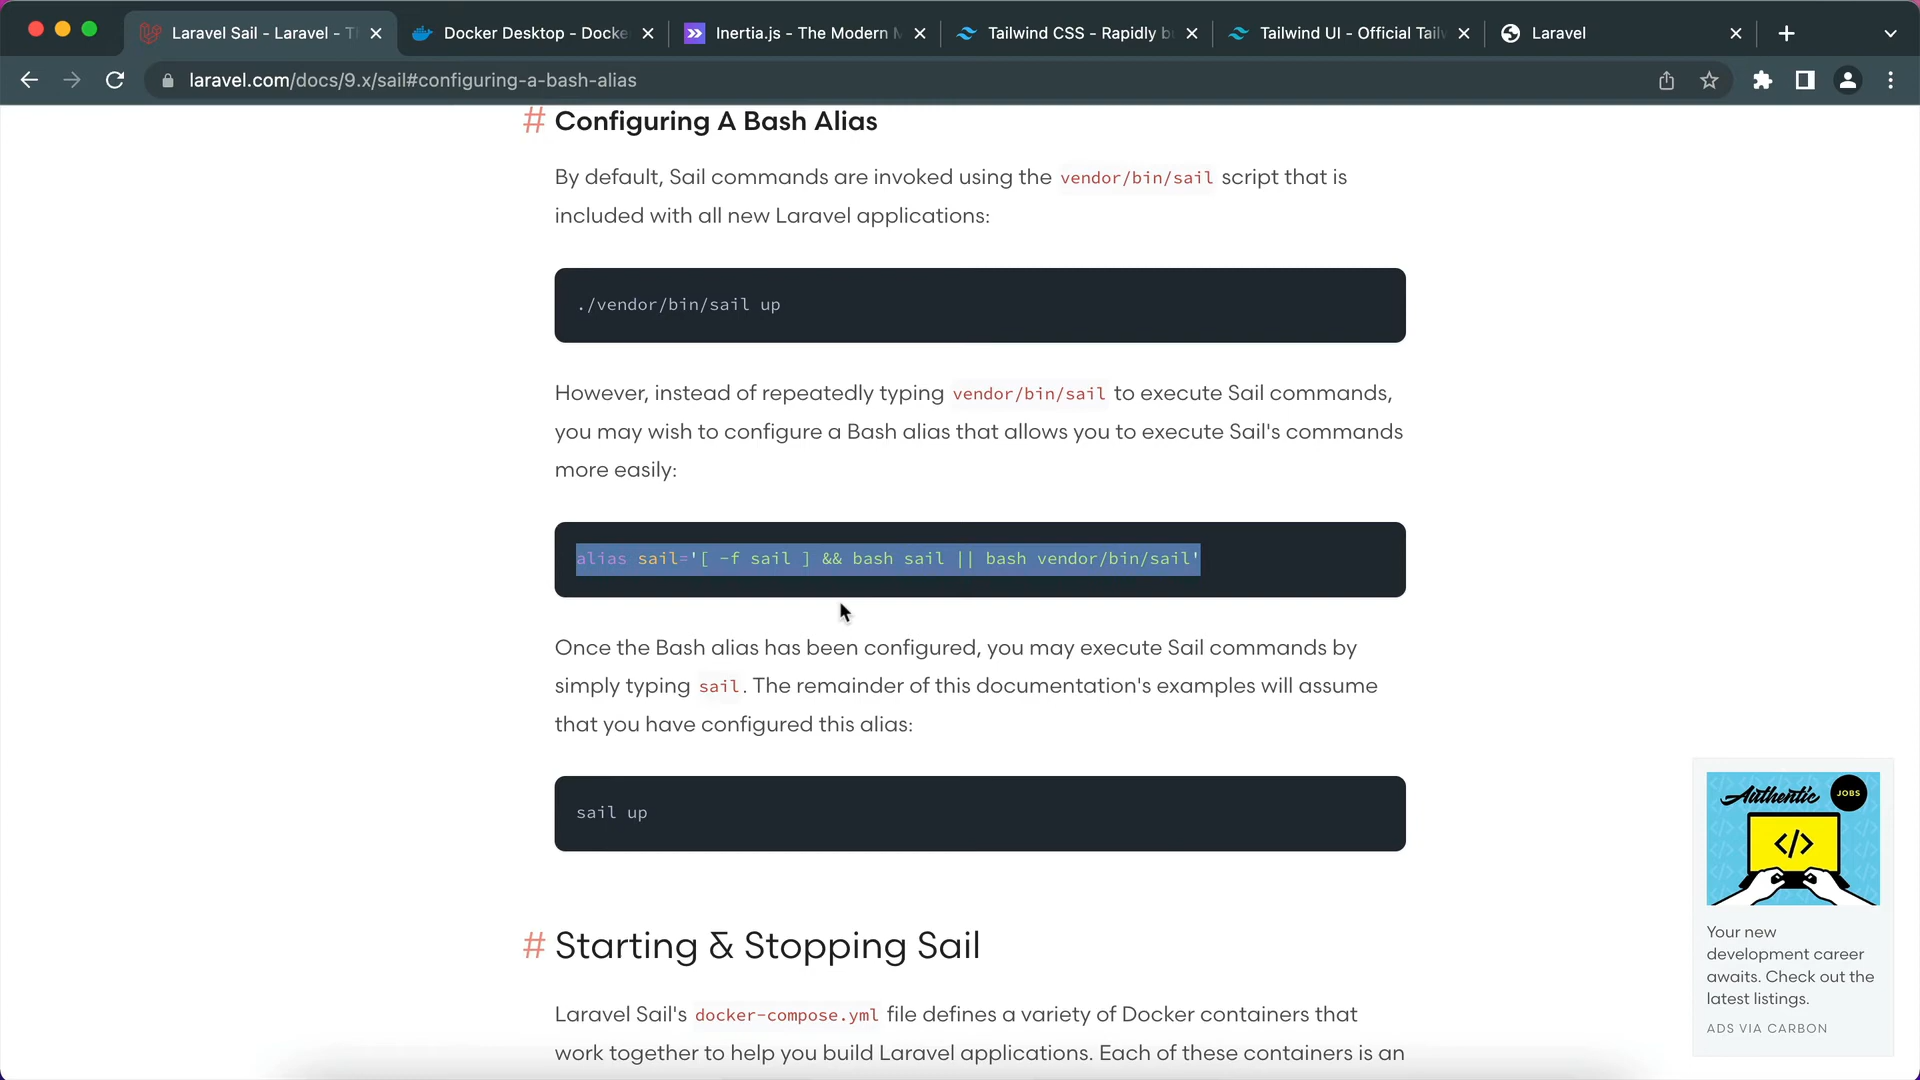 Laravel Sail - Laravel - T
Docker Desktop - Docke
Inertia.js - The Modern M
Tailwind CSS - Rapidly b
Tailwind UI - Official Tailw
Laravel
laravel.com/docs/9.x/sail#configuring-a-bash-alias
# Configuring A Bash Alias
By default, Sail commands are invoked using the vendor/bin/sail script that is
included with all new Laravel applications:
./vendor/bin/sail up
However, instead of repeatedly typing vendor/bin/sail to execute Sail commands,
you may wish to configure a Bash alias that allows you to execute Sail's commands
more easily:
alias sail='[ -f sail ] && bash sail || bash vendor/bin/sail'
Once the Bash alias has been configured, you may execute Sail commands by
simply typing sail. The remainder of this documentation's examples will assume
that you have configured this alias:
sail up
# Starting & Stopping Sail
Laravel Sail's docker-compose.yml file defines a variety of Docker containers that
work together to help you build Laravel applications. Each of these containers is an
Authentic JOBS
</>
Your new
development career
awaits. Check out the
latest listings.
ADS VIA CARBON